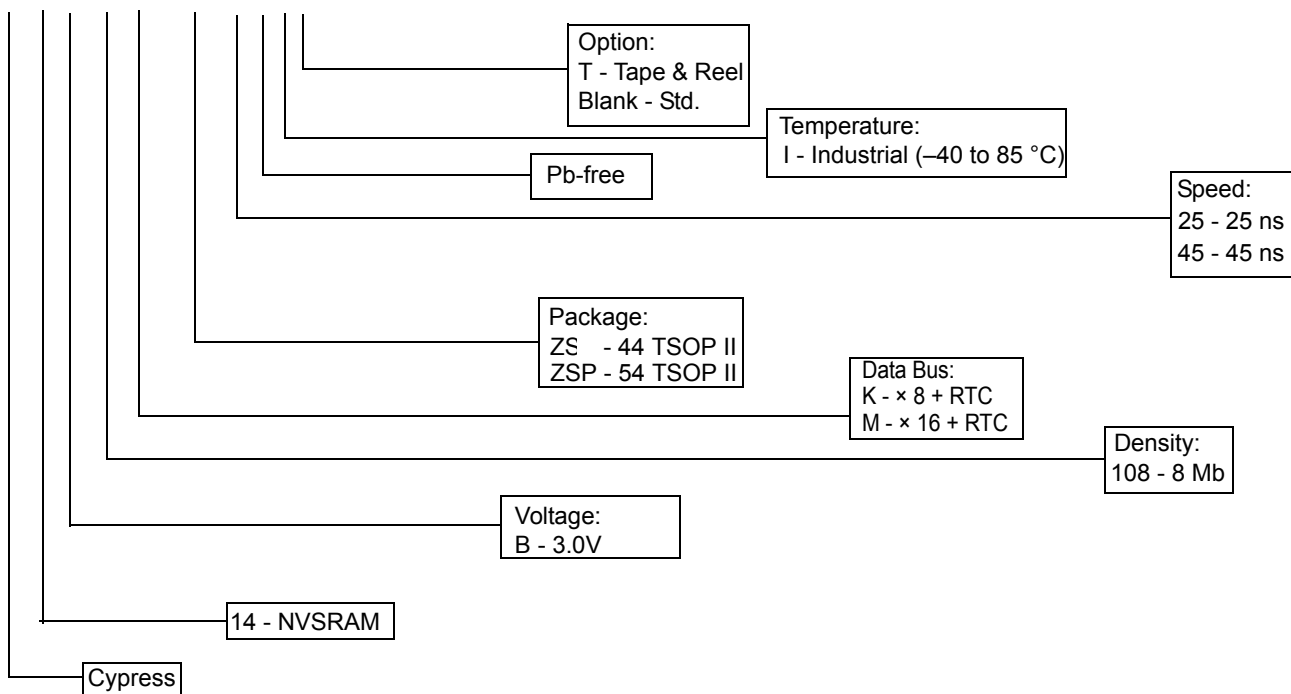 Option:
T - Tape & Reel
Blank - Std.
Temperature:
I - Industrial (–40 to 85 °C)
Pb-free
Speed:
25 - 25 ns
45 - 45 ns
Package:
ZS - 44 TSOP II
ZSP - 54 TSOP II
Data Bus:
K - × 8 + RTC
M - × 16 + RTC
Density:
108 - 8 Mb
Voltage:
B - 3.0V
14 - NVSRAM
Cypress